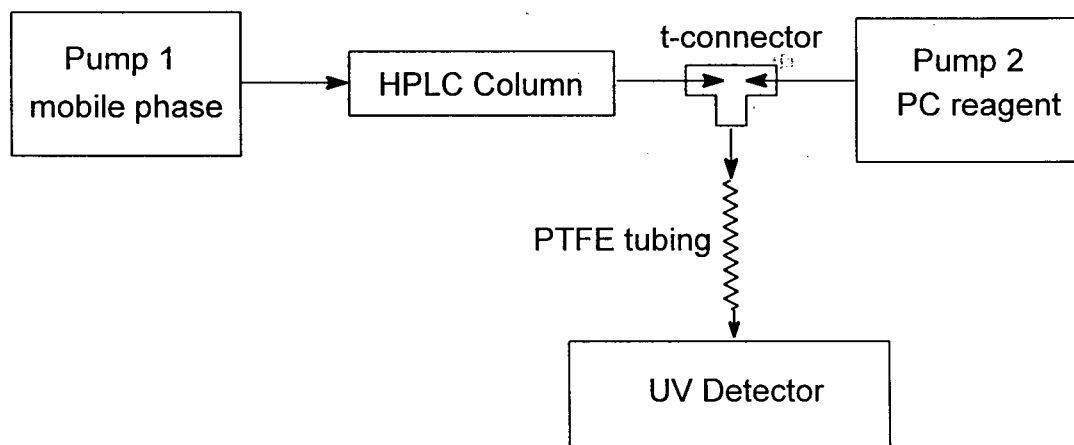 Pump 1
mobile phase
HPLC Column
t-connector
Pump 2
PC reagent
PTFE tubing
UV Detector